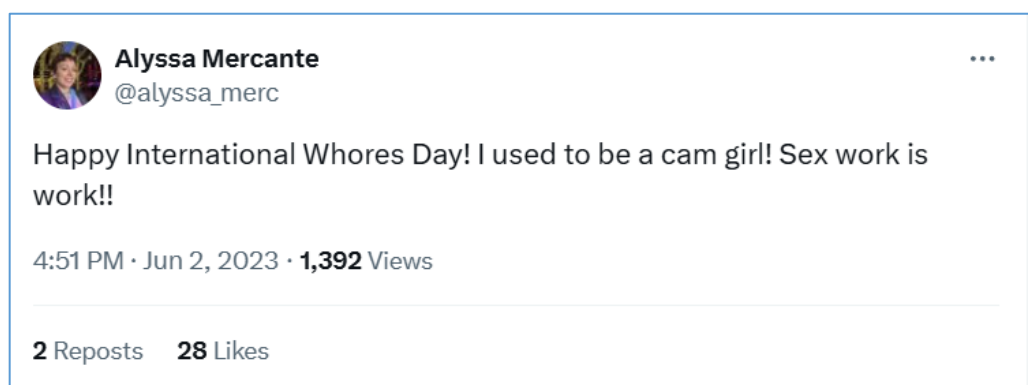 Alyssa Mercante
@alyssa_merc
Happy International Whores Day! I used to be a cam girl! Sex work is
work!!
4:51 PM · Jun 2, 2023 · 1,392 Views
2 Reposts 28 Likes